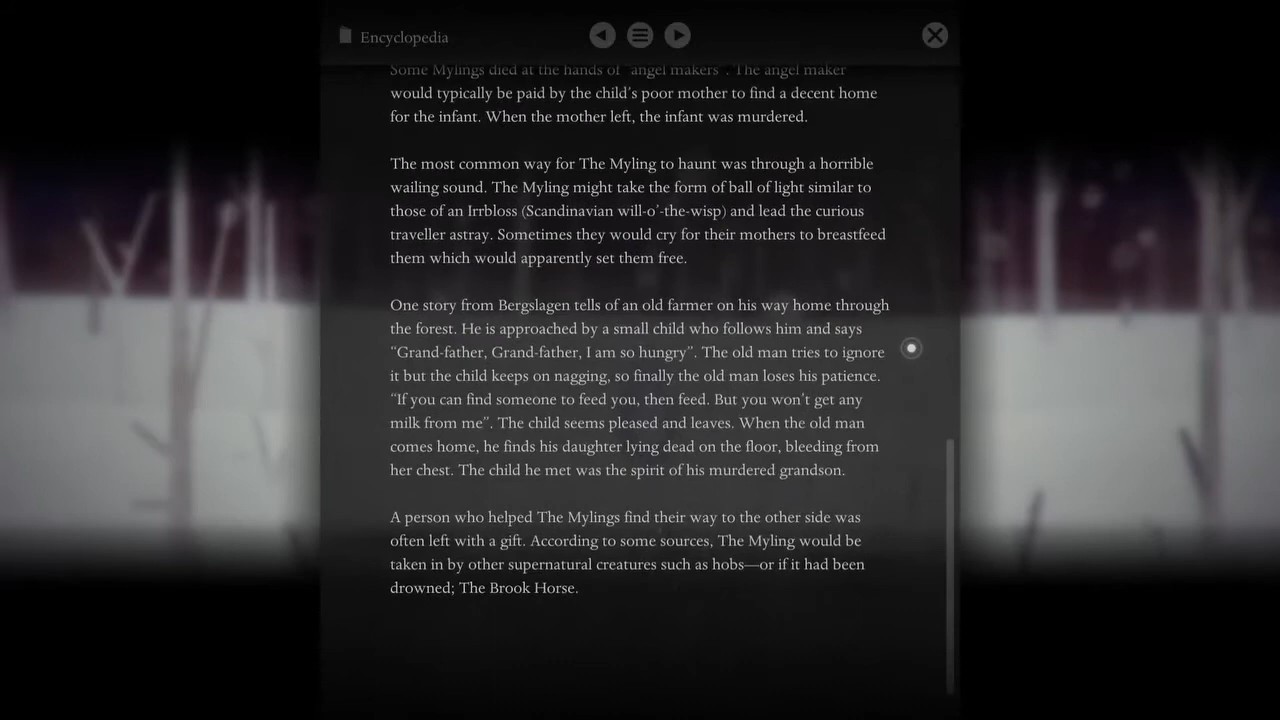 Encyclopedia
Some Mylings died at the hands of "angel makers". The angel maker
would typically be paid by the child's poor mother to find a decent home
for the infant. When the mother left, the infant was murdered.
The most common way for The Myling to haunt was through a horrible
wailing sound. The Myling might take the form of ball of light similar to
those of an Irrbloss (Scandinavian will-o'-the-wisp) and lead the curious
traveller astray. Sometimes they would cry for their mothers to breastfeed
them which would apparently set them free.
One story from Bergslagen tells of an old farmer on his way home through
the forest. He is approached by a small child who follows him and says
“Grand-father, Grand-father, I am so hungry”. The old man tries to ignore
it but the child keeps on nagging, so finally the old man loses his patience.
“If you can find someone to feed you, then feed. But you won't get any
milk from me”. The child seems pleased and leaves. When the old man
comes home, he finds his daughter lying dead on the floor, bleeding from
her chest. The child he met was the spirit of his murdered grandson.
A person who helped The Mylings find their way to the other side was
often left with a gift. According to some sources, The Myling would be
taken in by other supernatural creatures such as hobs—or if it had been
drowned; The Brook Horse.